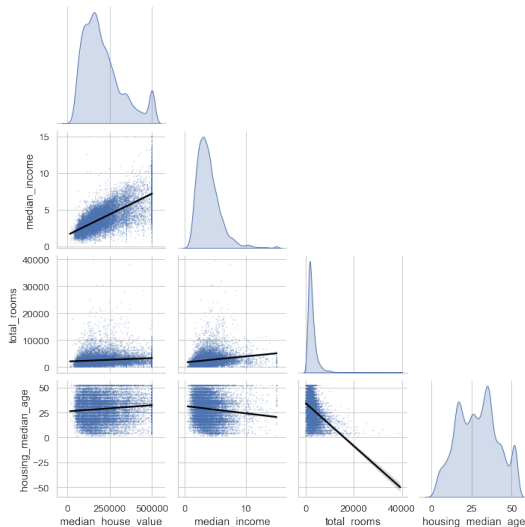 median_income
15
10
5
0
total_rooms
40000
30000
20000
10000
0
housing_median_age
50
25
0
−25
−50
0 250000 500000
median_house_value
0 10
median_income
0 20000 40000
total_rooms
0 25 50
housing_median_age